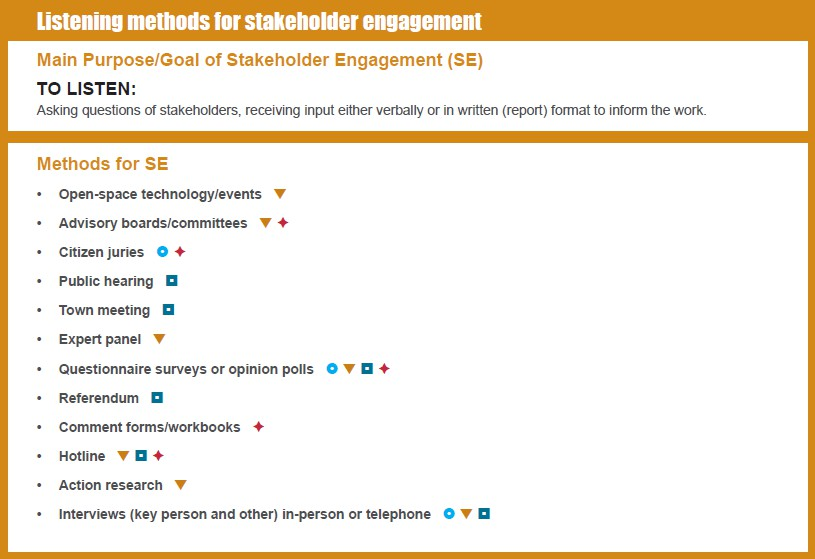 Listening methods for stakeholder engagement
Main Purpose/Goal of Stakeholder Engagement (SE)
TO LISTEN:
Asking questions of stakeholders, receiving input either verbally or in written (report) format to inform the work.
Methods for SE
• Open-space technology/events
• Advisory boards/committees
• Citizen juries
• Public hearing
• Town meeting
• Expert panel
• Questionnaire surveys or opinion polls
• Referendum
• Comment forms/workbooks
• Hotline
• Action research
• Interviews (key person and other) in-person or telephone